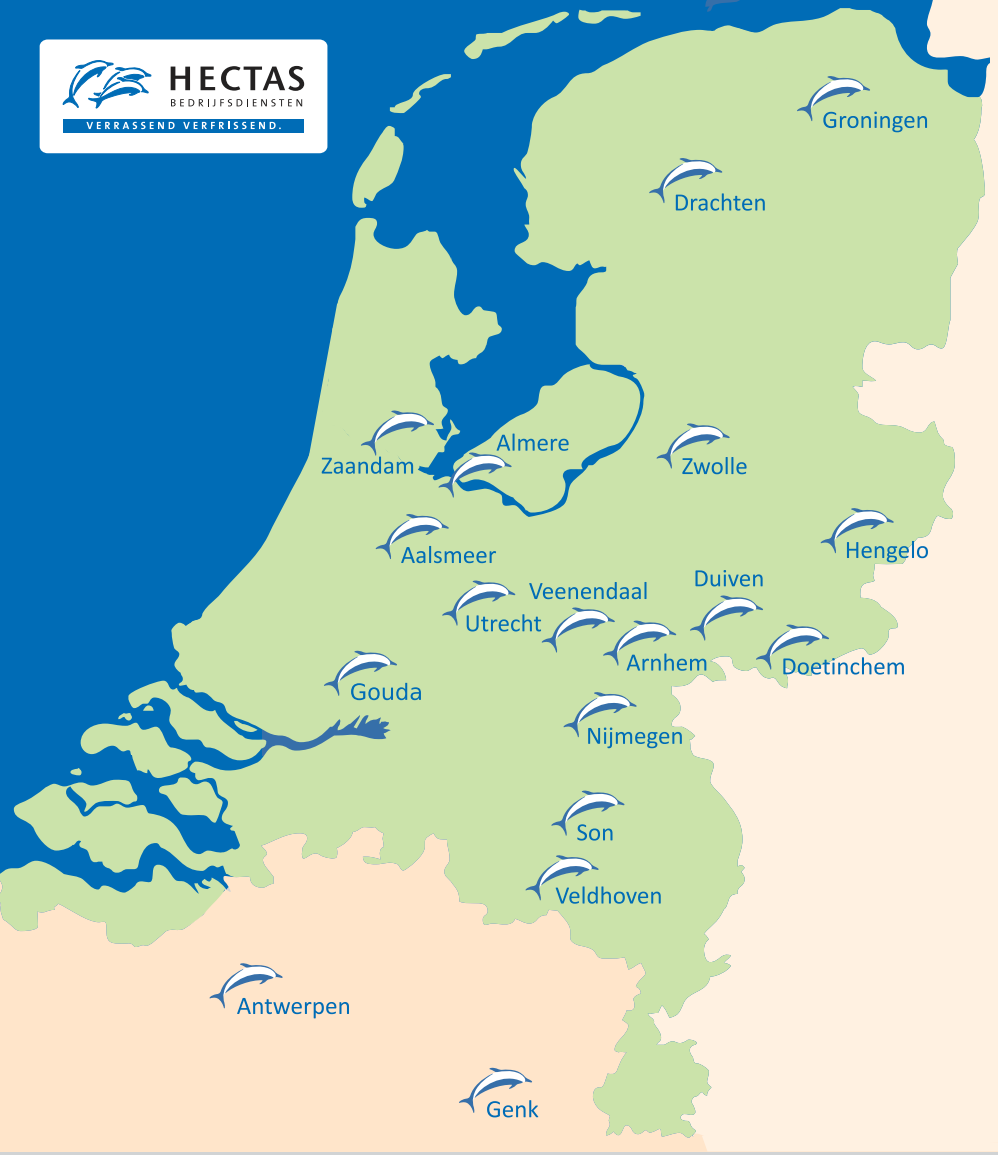 HECTAS
BEDRIJFSDIENSTEN
VERRASSEND VERFRISSEND.
Groningen
Drachten
Almere
Zaandam
Zwolle
Aalsmeer
Hengelo
Duiven
Veenendaal
Utrecht
Arnhem
Doetinchem
Gouda
Nijmegen
Son
Veldhoven
Antwerpen
Genk